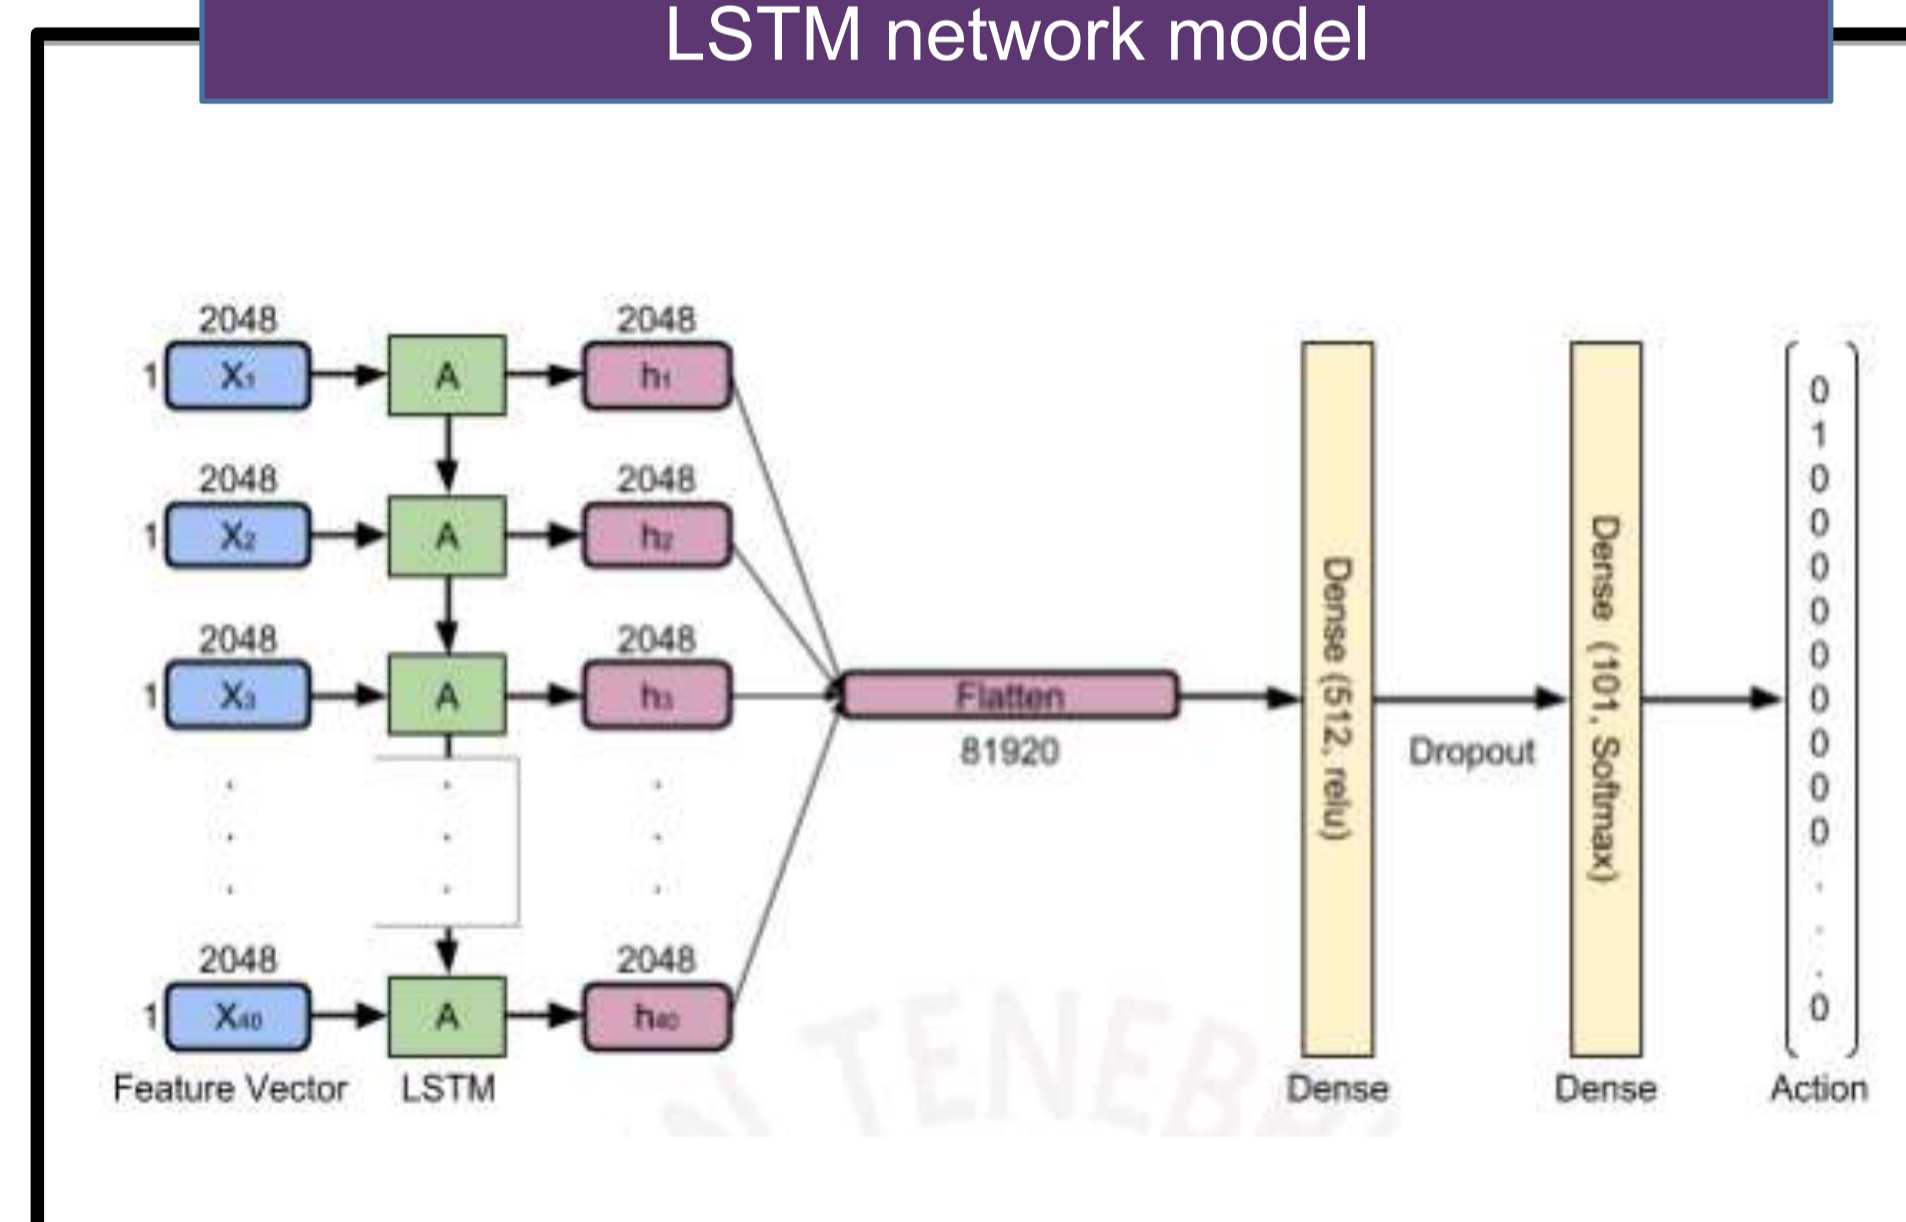 LSTM network model
2048 2048
1 X1 A h1
2048 2048
1 X2 A h2
2048 2048
1 X3 A h3
Flatten
81920
2048 2048
1 X40 A h40
Feature Vector LSTM
Dense (512, relu)
Dense
Dropout
Dense (101, Softmax)
Dense
0
1
0
0
0
0
0
0
0
0
0
.
.
.
0
Action
TENEB